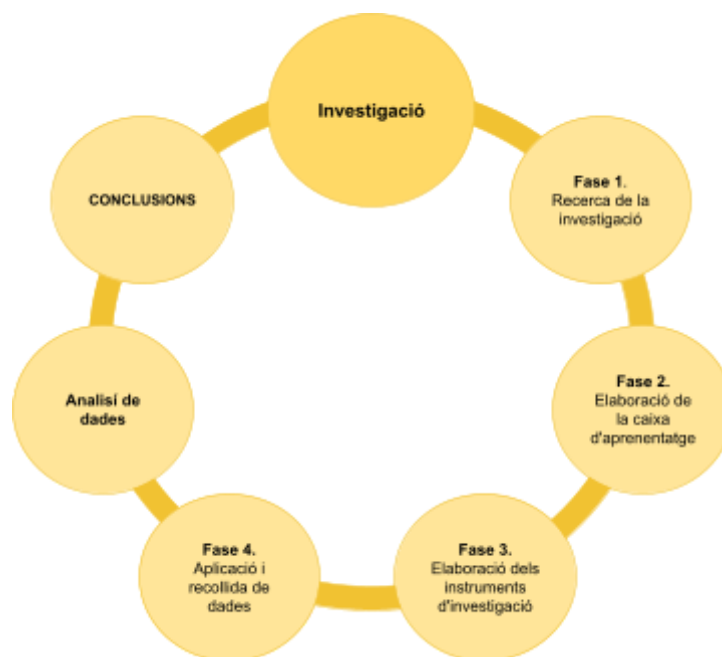 Investigació
Fase 1.
Recerca de la
investigació
Fase 2.
Elaboració de
la caixa
d'aprenentatge
Fase 3.
Elaboració dels
instruments
d'investigació
Fase 4.
Aplicació i
recollida de
dades
Analisí de
dades
CONCLUSIONS